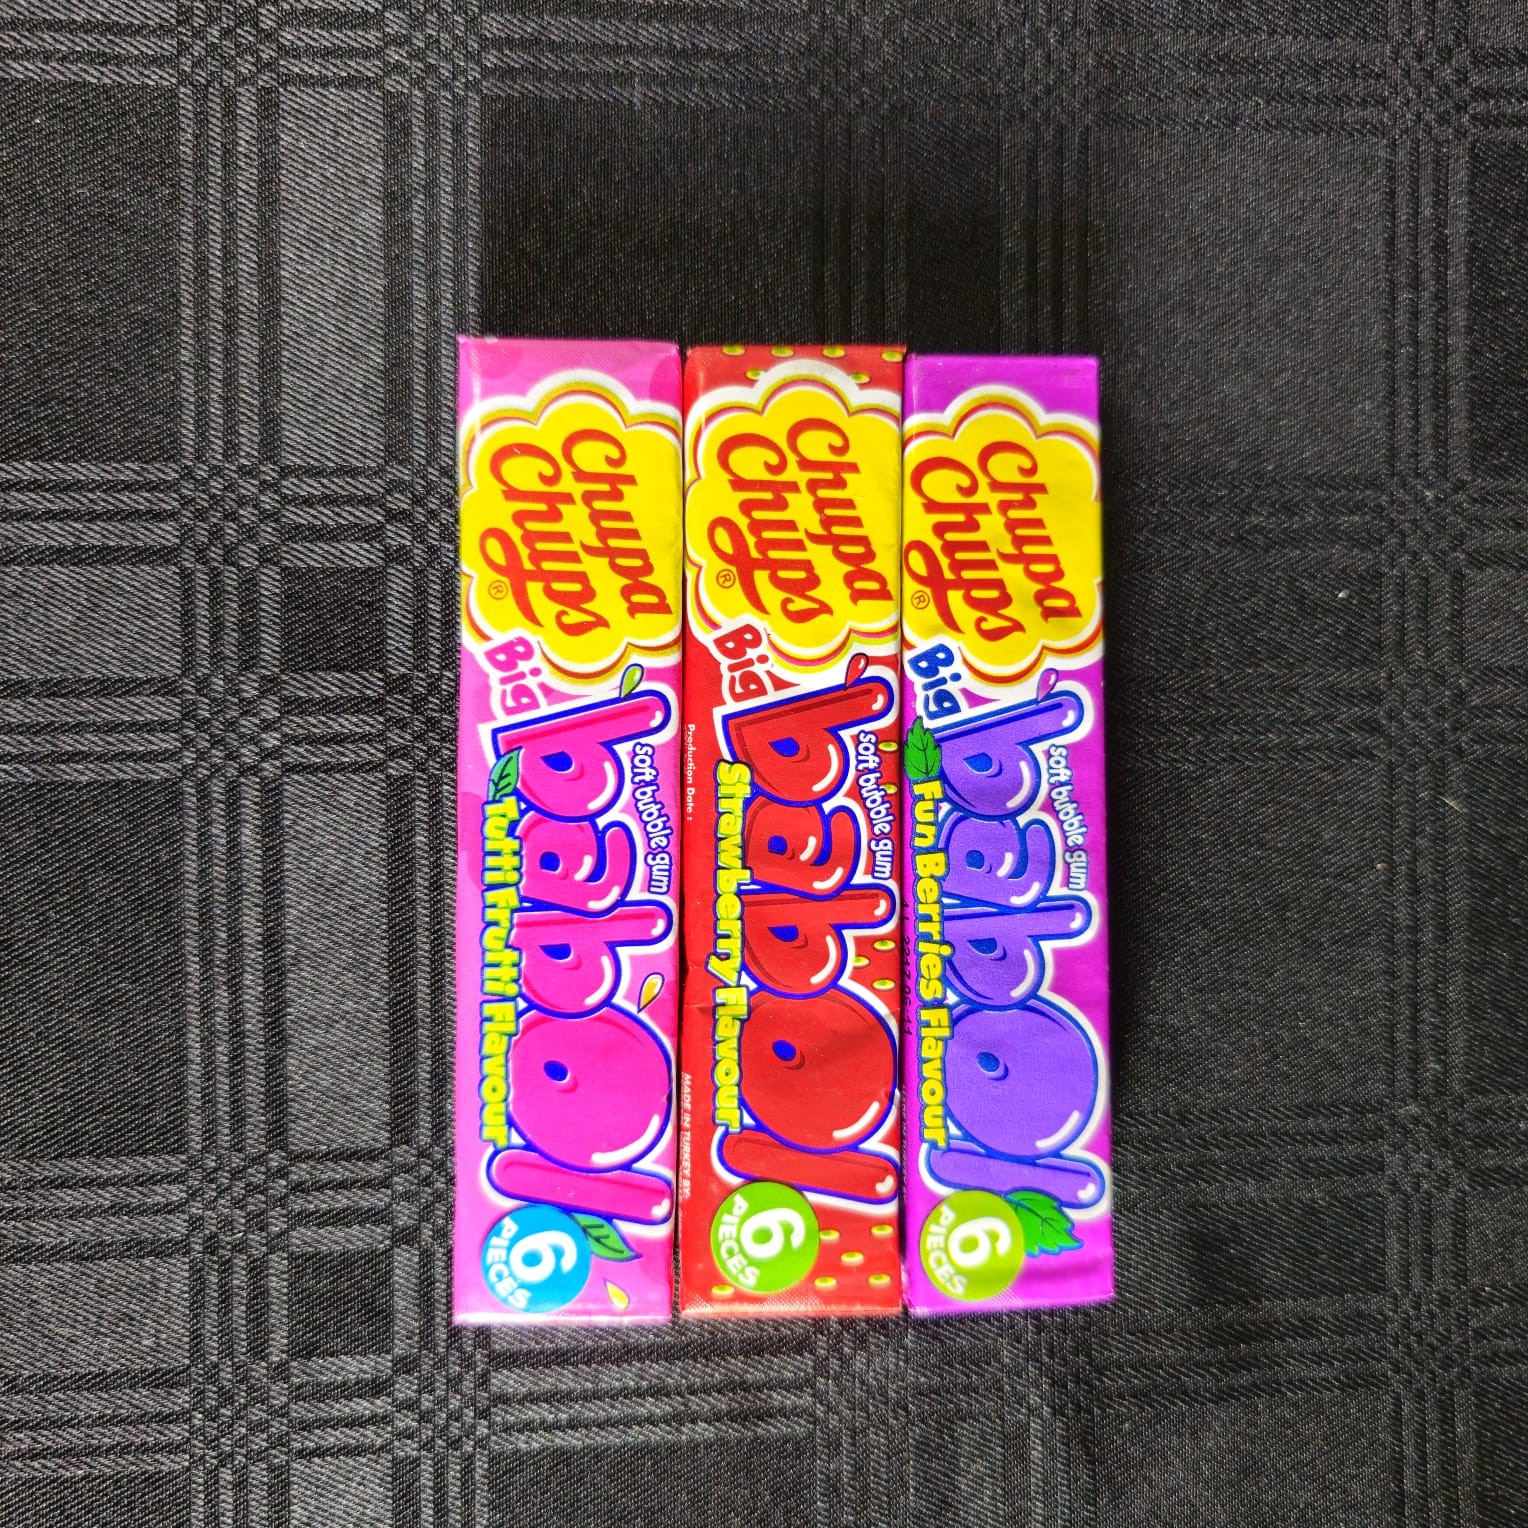 Chupa
Chups
®
Big
babol
soft bubble gum
Tutti Frutti Flavour
6
PIECES
Chupa
Chups
®
Big
babol
soft bubble gum
Strawberry Flavour
Production Date :
MADE IN TURKEY BY:
6
PIECES
Chupa
Chups
®
Big
babol
soft bubble gum
Fun Berries Flavour
6
PIECES